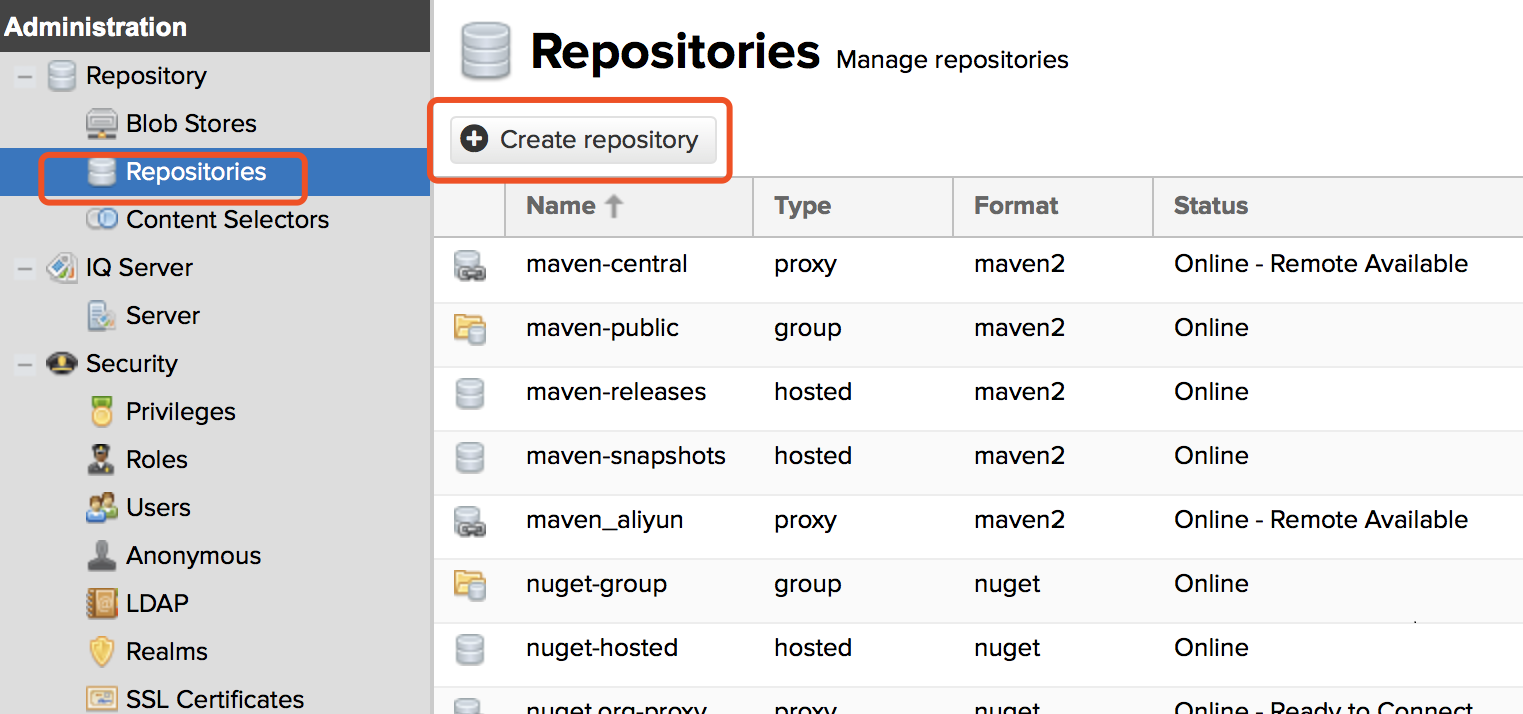 Administration
Repository
Blob Stores
Repositories
Content Selectors
IQ Server
Server
Security
Privileges
Roles
Users
Anonymous
LDAP
Realms
SSL Certificates
Repositories Manage repositories
Create repository
Name Type Format Status
maven-central proxy maven2 Online - Remote Available
maven-public group maven2 Online
maven-releases hosted maven2 Online
maven-snapshots hosted maven2 Online
maven_aliyun proxy maven2 Online - Remote Available
nuget-group group nuget Online
nuget-hosted hosted nuget Online
nuget.org-proxy proxy nuget Online - Ready to Connect